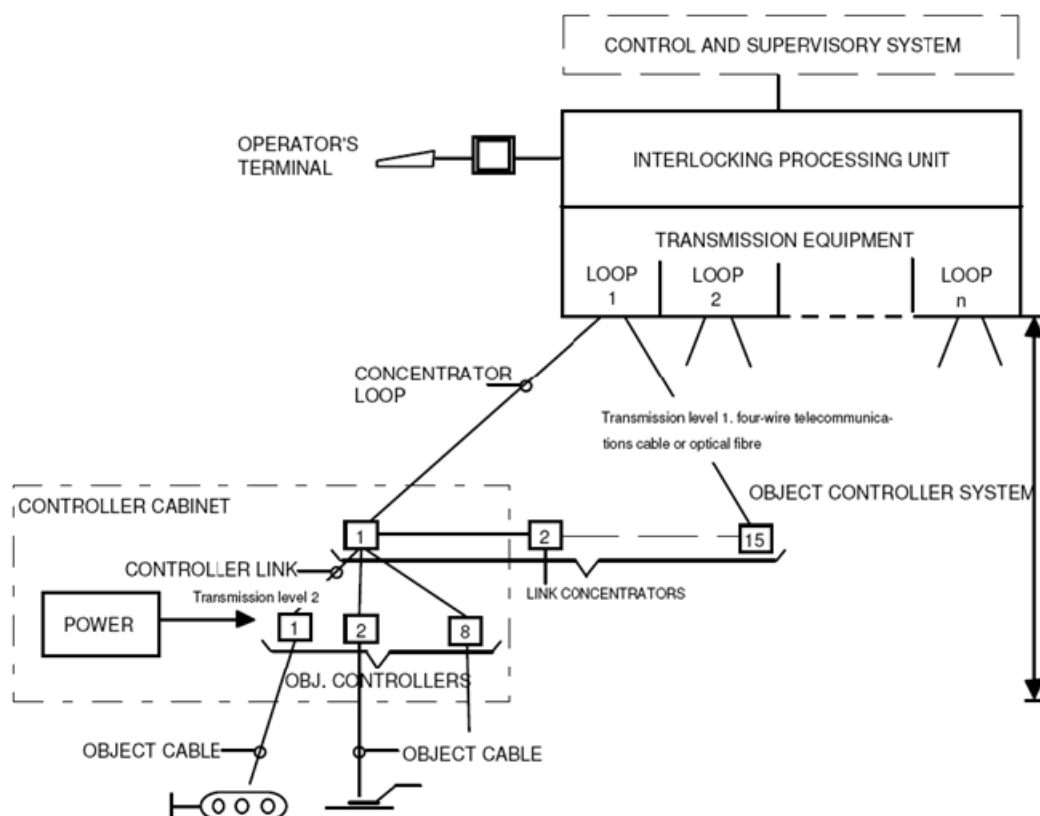 CONTROL AND SUPERVISORY SYSTEM
OPERATOR'S
TERMINAL
INTERLOCKING PROCESSING UNIT
TRANSMISSION EQUIPMENT
LOOP
1
LOOP
2
LOOP
n
CONCENTRATOR
LOOP
Transmission level 1. four-wire telecommunica-
tions cable or optical fibre
OBJECT CONTROLLER SYSTEM
CONTROLLER CABINET
1
2
15
CONTROLLER LINK
LINK CONCENTRATORS
Transmission level 2
POWER
1
2
8
OBJ. CONTROLLERS
OBJECT CABLE
OBJECT CABLE